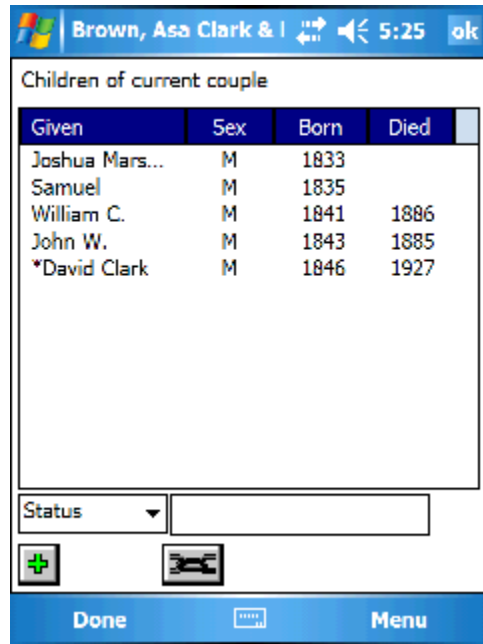 Brown, Asa Clark & I 5:25 ok
Children of current couple
Given Sex Born Died
Joshua Mars... M 1833
Samuel M 1835
William C. M 1841 1886
John W. M 1843 1885
*David Clark M 1846 1927
Status
Done Menu